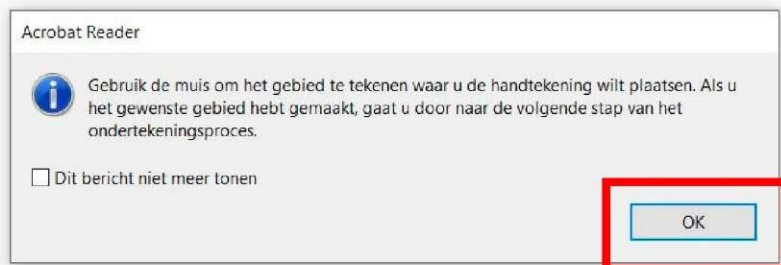 Acrobat Reader
Gebruik de muis om het gebied te tekenen waar u de handtekening wilt plaatsen. Als u
het gewenste gebied hebt gemaakt, gaat u door naar de volgende stap van het
ondertekeningsproces.
Dit bericht niet meer tonen
OK